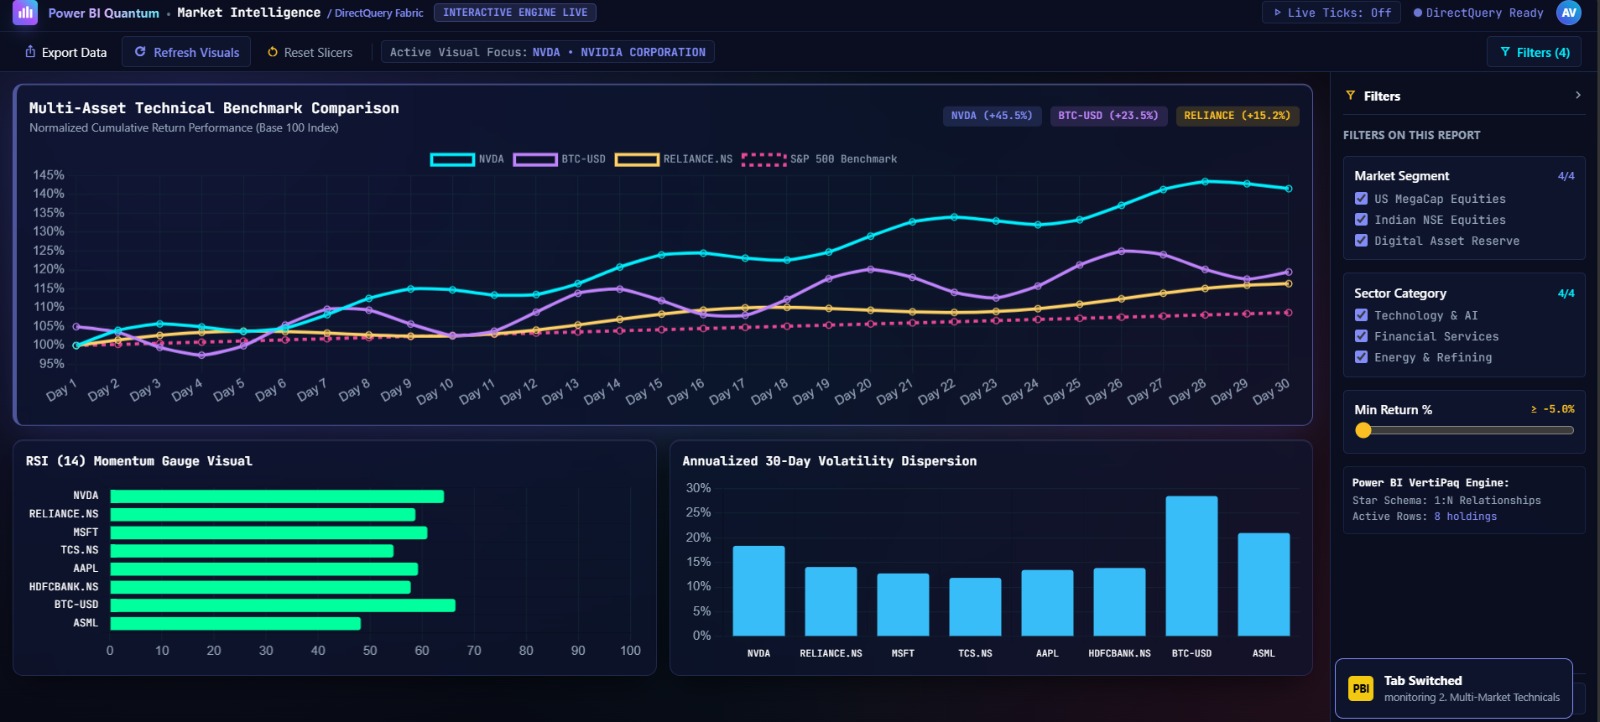 Power BI Quantum • Market Intelligence / DirectQuery Fabric INTERACTIVE ENGINE LIVE Live Ticks: Off DirectQuery Ready AV
Export Data Refresh Visuals Reset Slicers Active Visual Focus: NVDA • NVIDIA CORPORATION Filters (4)
Multi-Asset Technical Benchmark Comparison
Normalized Cumulative Return Performance (Base 100 Index)
NVDA (+45.5%) BTC-USD (+23.5%) RELIANCE (+15.2%)
NVDA BTC-USD RELIANCE.NS S&P 500 Benchmark
145%
140%
135%
130%
125%
120%
115%
110%
105%
100%
95%
Day 1 Day 2 Day 3 Day 4 Day 5 Day 6 Day 7 Day 8 Day 9 Day 10 Day 11 Day 12 Day 13 Day 14 Day 15 Day 16 Day 17 Day 18 Day 19 Day 20 Day 21 Day 22 Day 23 Day 24 Day 25 Day 26 Day 27 Day 28 Day 29 Day 30
RSI (14) Momentum Gauge Visual
NVDA
RELIANCE.NS
MSFT
TCS.NS
AAPL
HDFCBANK.NS
BTC-USD
ASML
0 10 20 30 40 50 60 70 80 90 100
Annualized 30-Day Volatility Dispersion
30%
25%
20%
15%
10%
5%
0%
NVDA RELIANCE.NS MSFT TCS.NS AAPL HDFCBANK.NS BTC-USD ASML
Filters
FILTERS ON THIS REPORT
Market Segment 4/4
US MegaCap Equities
Indian NSE Equities
Digital Asset Reserve
Sector Category 4/4
Technology & AI
Financial Services
Energy & Refining
Min Return % ≥ -5.0%
Power BI VertiPaq Engine:
Star Schema: 1:N Relationships
Active Rows: 8 holdings
PBI
Tab Switched
monitoring 2. Multi-Market Technicals